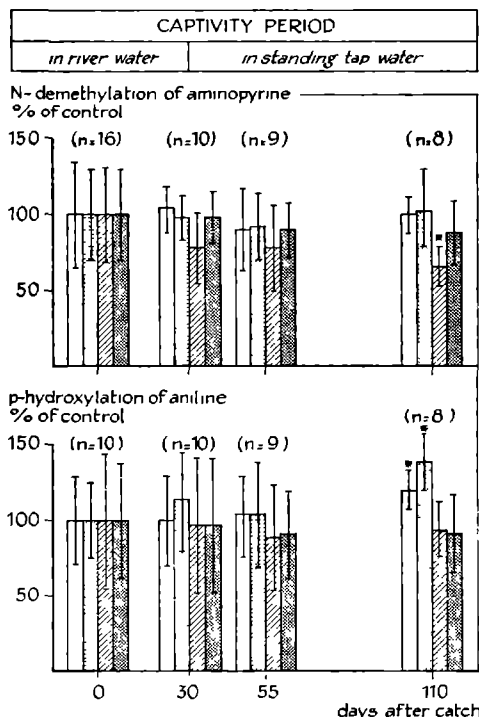 CAPTIVITY PERIOD
in river water in standing tap water
N-demethylation of aminopyrine
% of control
150
100
50
(n=16) (n=10) (n=9) (n=8)
*
p-hydroxylation of aniline
% of control
150
100
50
(n=10) (n=10) (n=9) (n=8)
* *
0 30 55 110
days after catch